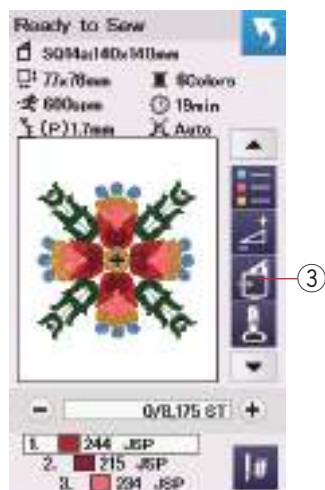 Ready to Sew
SQ14a:140x140mm
77x78mm 6Colors
600spm 19min
(P)1.7mm Auto
3
- 0/8,175 ST +
1. 244 JSP
2. 215 JSP
3. 234 JSP